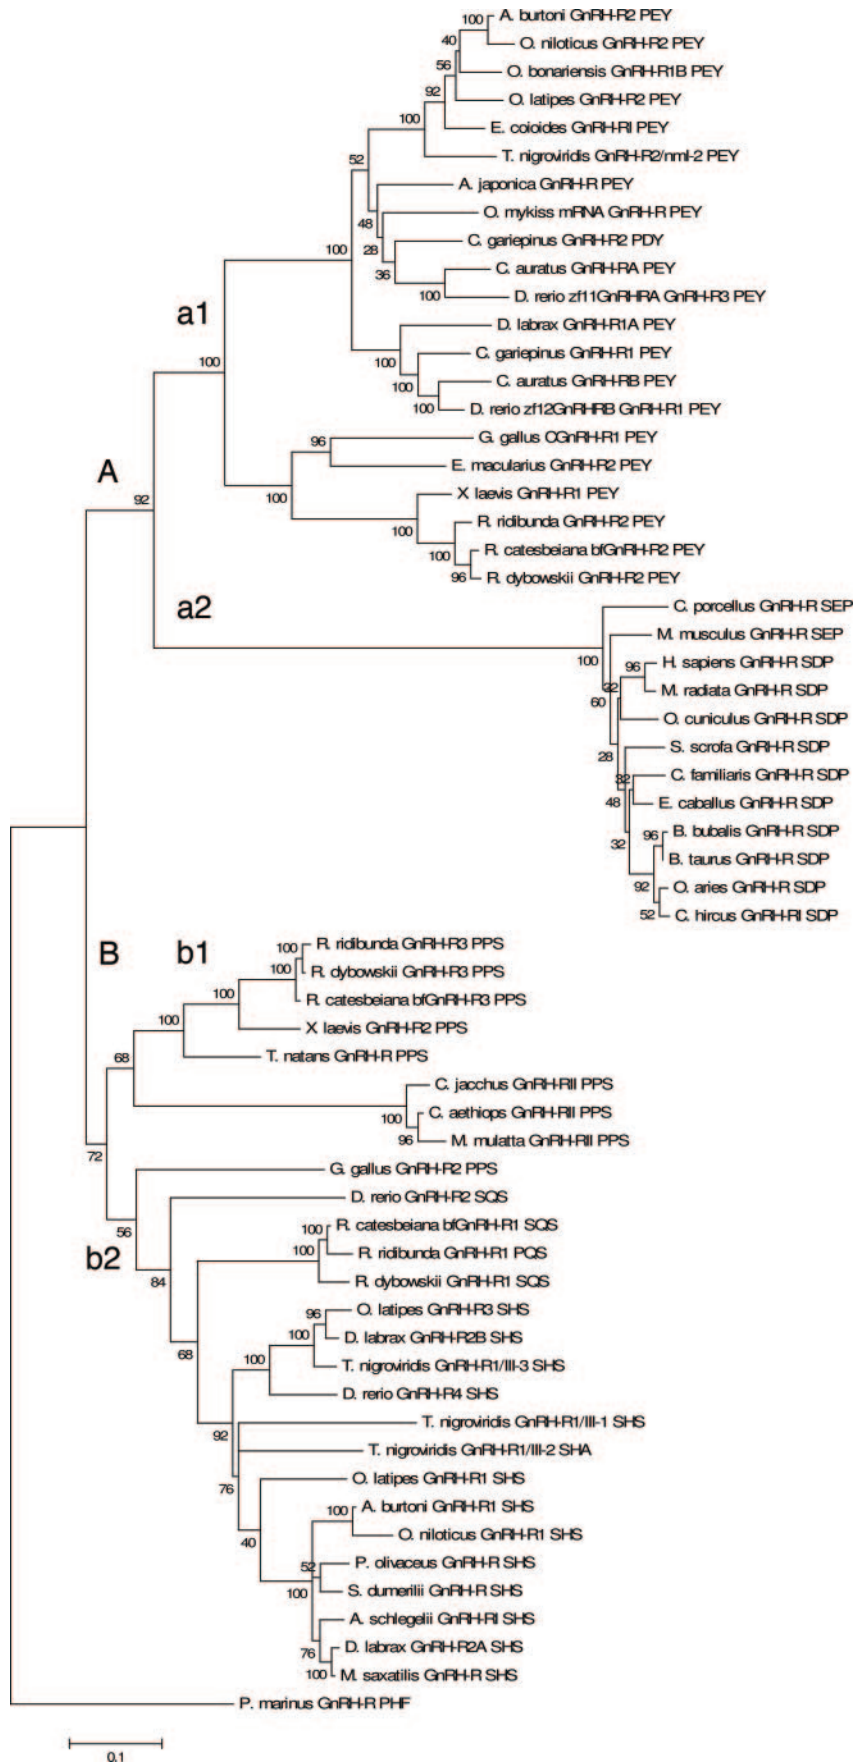 A. burtoni GnRH-R2 PEY
100
O. niloticus GnRH-R2 PEY
40
O. bonariensis GnRH-R1B PEY
56
O. latipes GnRH-R2 PEY
92
E. coioides GnRH-RI PEY
100
T. nigroviridis GnRH-R2/nml-2 PEY
52
A. japonica GnRH-R PEY
O. mykiss mRNA GnRH-R PEY
48
C. gariepinus GnRH-R2 PDY
28
100
C. auratus GnRH-RA PEY
36
D. rerio zf11GnRHRA GnRH-R3 PEY
100
a1
D. labrax GnRH-R1A PEY
C. gariepinus GnRH-R1 PEY
100
100
C. auratus GnRH-RB PEY
100
D. rerio zf12GnRHRB GnRH-R1 PEY
100
G. gallus CGnRH-R1 PEY
96
E. macularius GnRH-R2 PEY
A
X laevis GnRH-R1 PEY
92
100
R. ridibunda GnRH-R2 PEY
100
R. catesbeiana bfGnRH-R2 PEY
100
R. dybowskii GnRH-R2 PEY
96
a2
C. porcellus GnRH-R SEP
M. musculus GnRH-R SEP
100
H. sapiens GnRH-R SDP
96
M. radiata GnRH-R SDP
32
60
O. cuniculus GnRH-R SDP
S. scrofa GnRH-R SDP
28
C. familiaris GnRH-R SDP
32
E. caballus GnRH-R SDP
48
B. bubalis GnRH-R SDP
96
32
B. taurus GnRH-R SDP
O. aries GnRH-R SDP
92
C. hircus GnRH-RI SDP
52
B
b1
R. ridibunda GnRH-R3 PPS
100
R. dybowskii GnRH-R3 PPS
100
R. catesbeiana bfGnRH-R3 PPS
100
X laevis GnRH-R2 PPS
100
T. natans GnRH-R PPS
68
C. jacchus GnRH-RII PPS
C. aethiops GnRH-RII PPS
100
M. mulatta GnRH-RII PPS
96
72
G. gallus GnRH-R2 PPS
D. rerio GnRH-R2 SQS
R. catesbeiana bfGnRH-R1 SQS
56
100
R. ridibunda GnRH-R1 PQS
100
b2
R. dybowskii GnRH-R1 SQS
84
O. latipes GnRH-R3 SHS
96
D. labrax GnRH-R2B SHS
100
68
T. nigroviridis GnRH-R1/III-3 SHS
100
D. rerio GnRH-R4 SHS
T. nigroviridis GnRH-R1/III-1 SHS
92
T. nigroviridis GnRH-R1/III-2 SHA
O. latipes GnRH-R1 SHS
76
A. burtoni GnRH-R1 SHS
100
O. niloticus GnRH-R1 SHS
40
P. olivaceus GnRH-R SHS
52
S. dumerilii GnRH-R SHS
100
A. schlegelii GnRH-RI SHS
D. labrax GnRH-R2A SHS
76
M. saxatilis GnRH-R SHS
100
P. marinus GnRH-R PHF
0.1